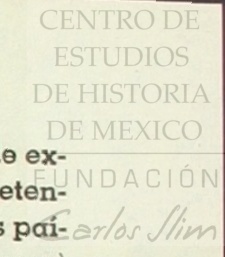 CENTRO DE
ESTUDIOS
DE HISTORIA
DE MEXICO
e ex-
FUNDACIÓN
eten-
Carlos Slim
s paí-